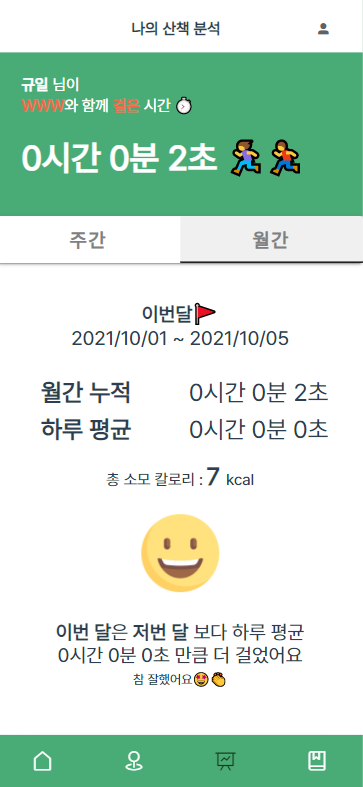 나의 산책 분석
규일 님이
WWW와 함께 걸은 시간
0시간 0분 2초
주간 월간
이번달
2021/10/01 ~ 2021/10/05
월간 누적 0시간 0분 2초
하루 평균 0시간 0분 0초
총 소모 칼로리 : 7 kcal
이번 달은 저번 달 보다 하루 평균
0시간 0분 0초 만큼 더 걸었어요
참 잘했어요